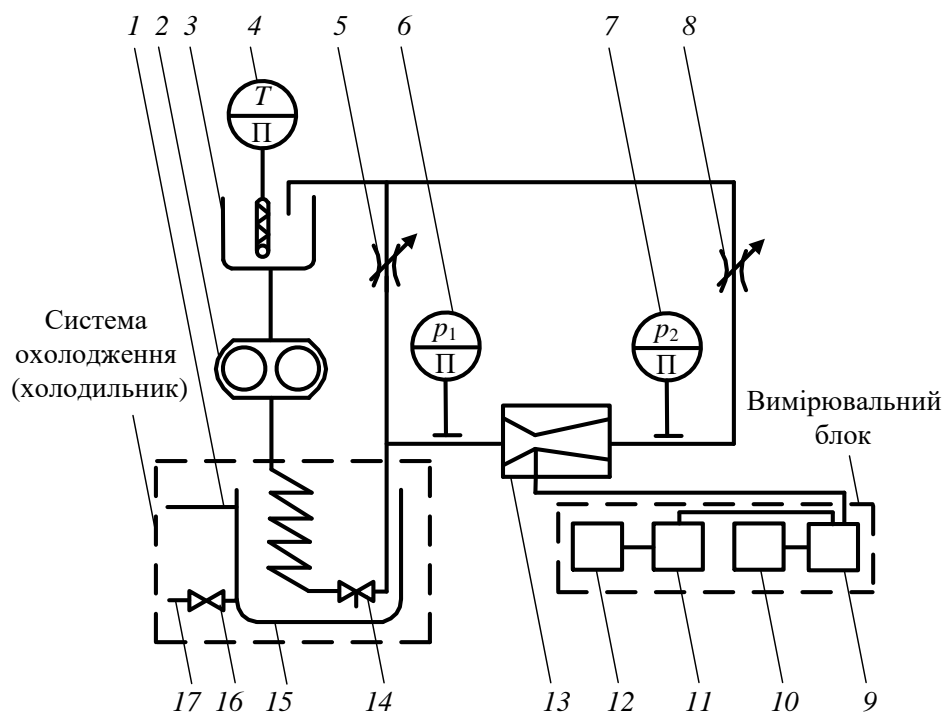 1 2 3 4 5 6 7 8
T
П
p1
П
p2
П
Система
охолодження
(холодильник)
Вимірювальний
блок
17 16 15 14 13 12 11 10 9